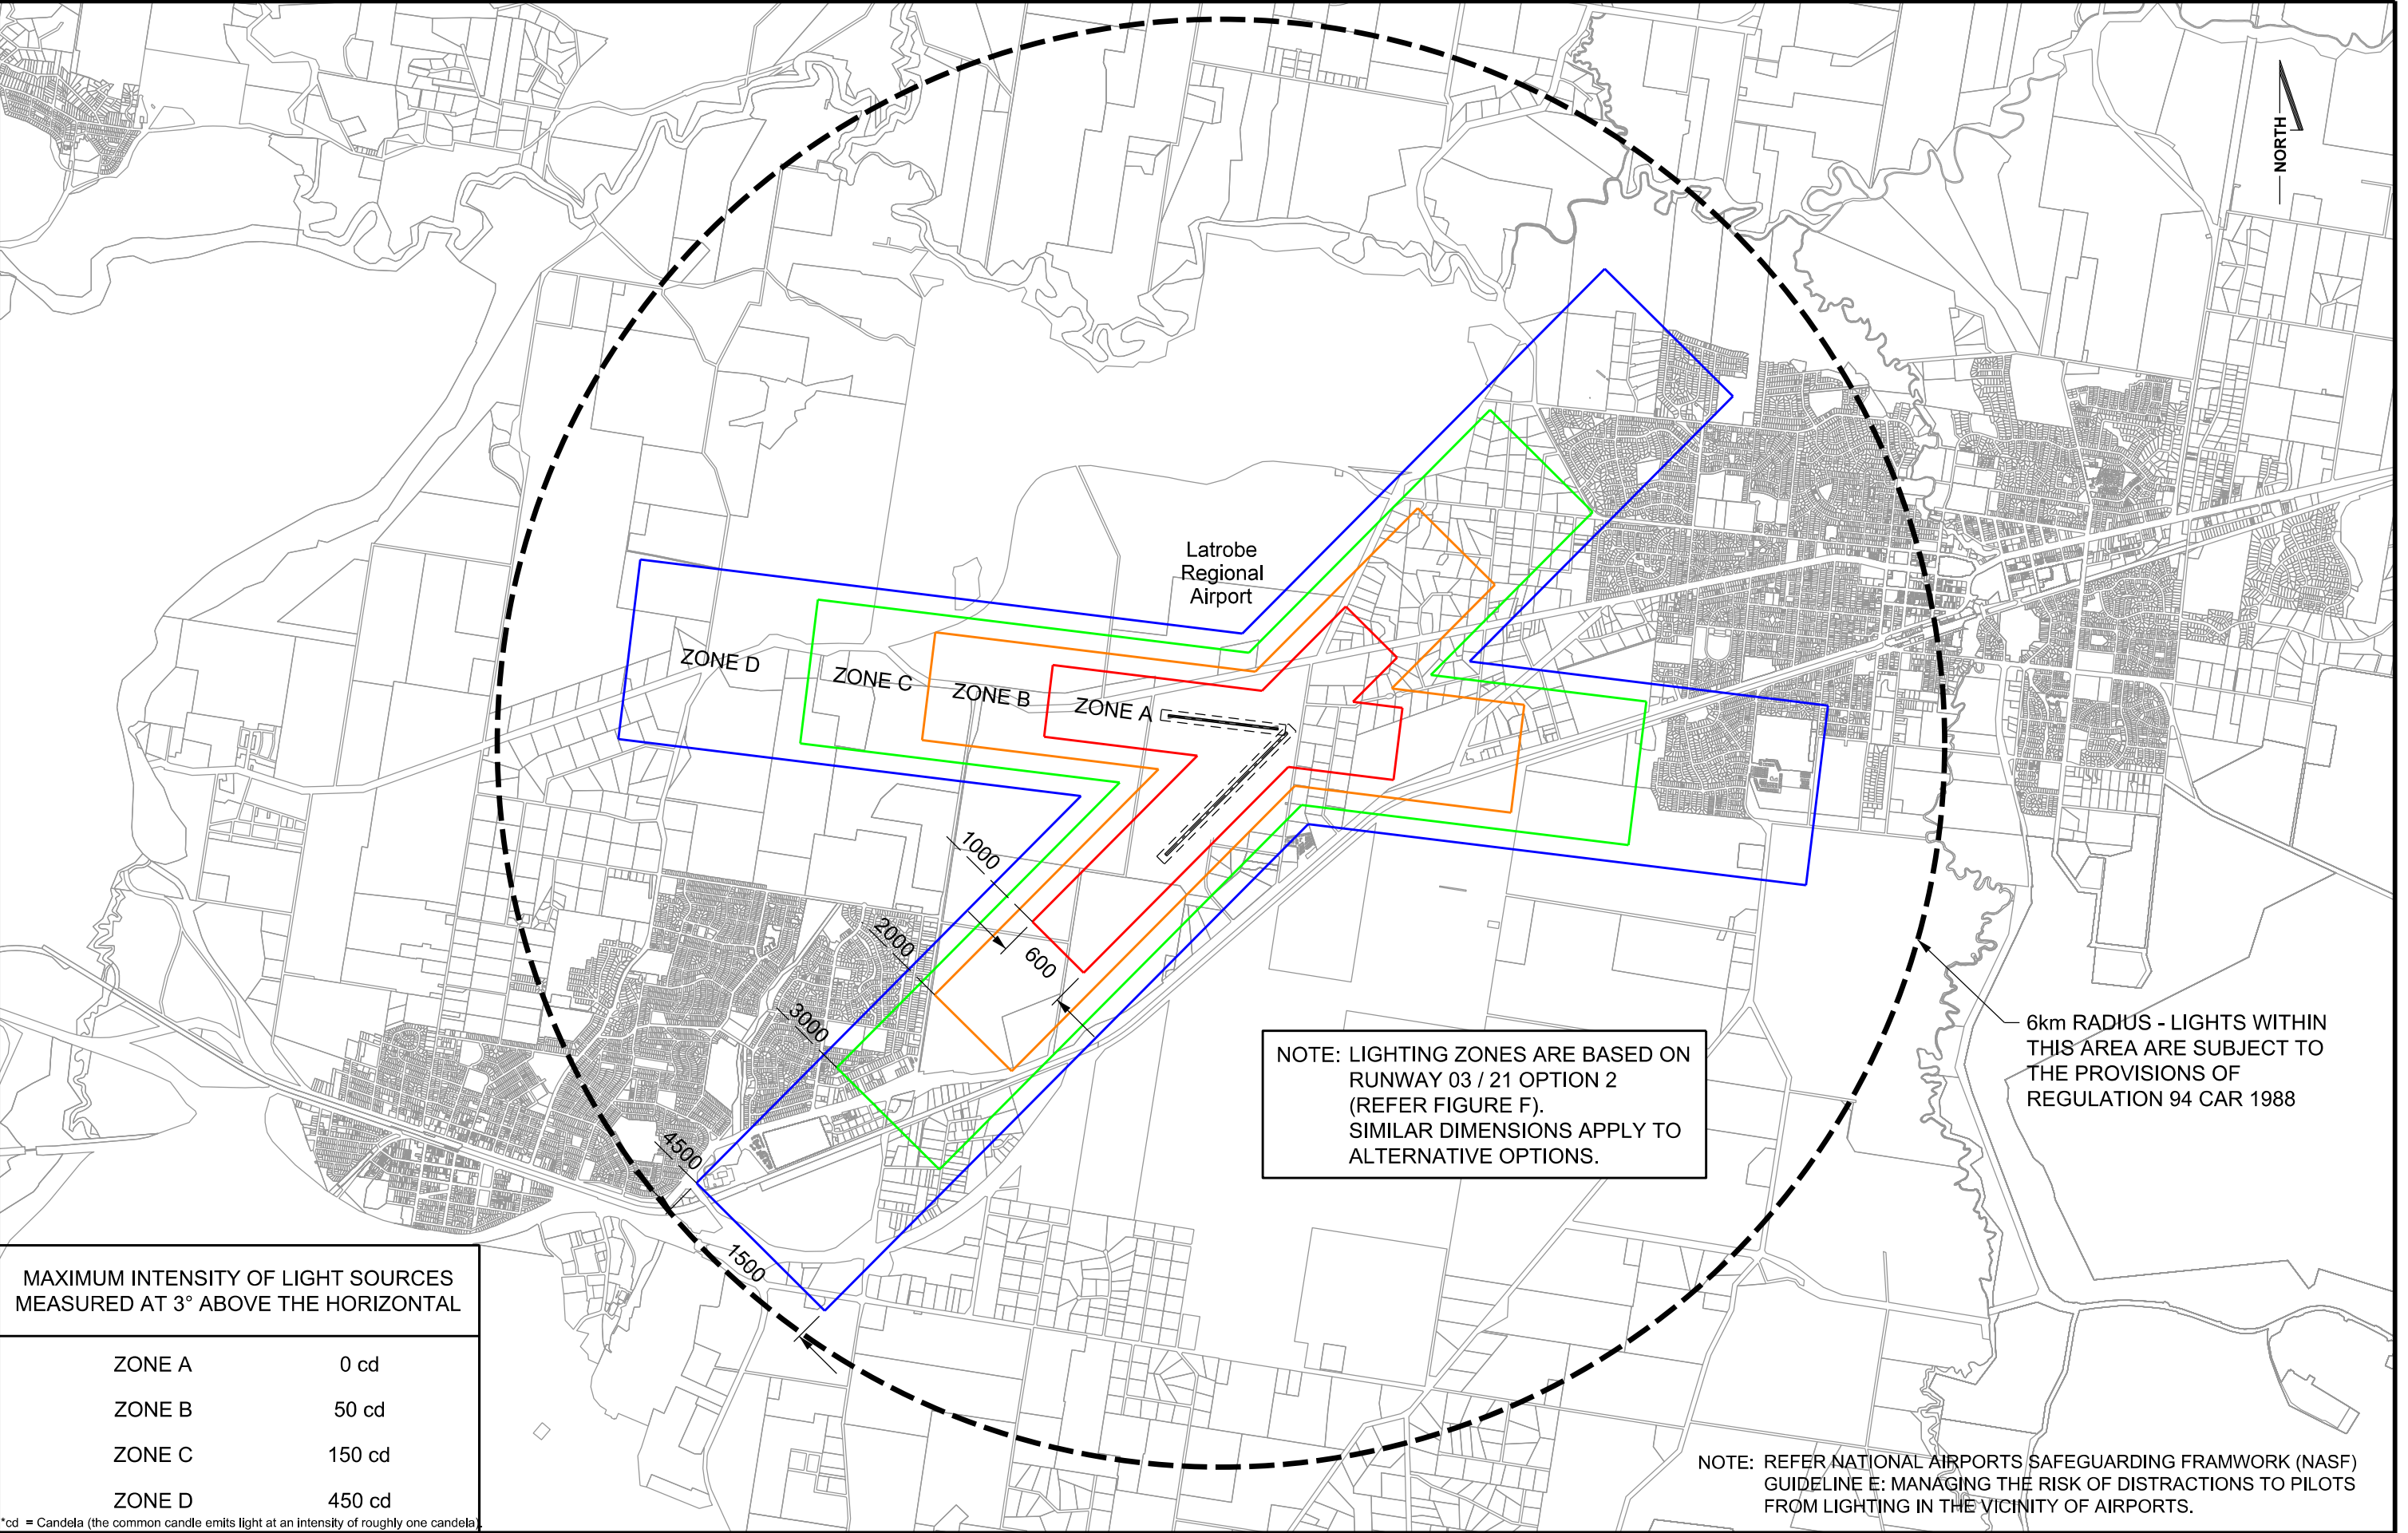 NORTH
Latrobe
Regional
Airport
ZONE D
ZONE C
ZONE B
ZONE A
1000
2000
600
3000
4500
1500
6km RADIUS - LIGHTS WITHIN
THIS AREA ARE SUBJECT TO
THE PROVISIONS OF
REGULATION 94 CAR 1988
NOTE: LIGHTING ZONES ARE BASED ON
RUNWAY 03 / 21 OPTION 2
(REFER FIGURE F).
SIMILAR DIMENSIONS APPLY TO
ALTERNATIVE OPTIONS.
MAXIMUM INTENSITY OF LIGHT SOURCES
MEASURED AT 3° ABOVE THE HORIZONTAL
ZONE A 0 cd
ZONE B 50 cd
ZONE C 150 cd
ZONE D 450 cd
*cd = Candela (the common candle emits light at an intensity of roughly one candela).
NOTE: REFER NATIONAL AIRPORTS SAFEGUARDING FRAMWORK (NASF)
GUIDELINE E: MANAGING THE RISK OF DISTRACTIONS TO PILOTS
FROM LIGHTING IN THE VICINITY OF AIRPORTS.